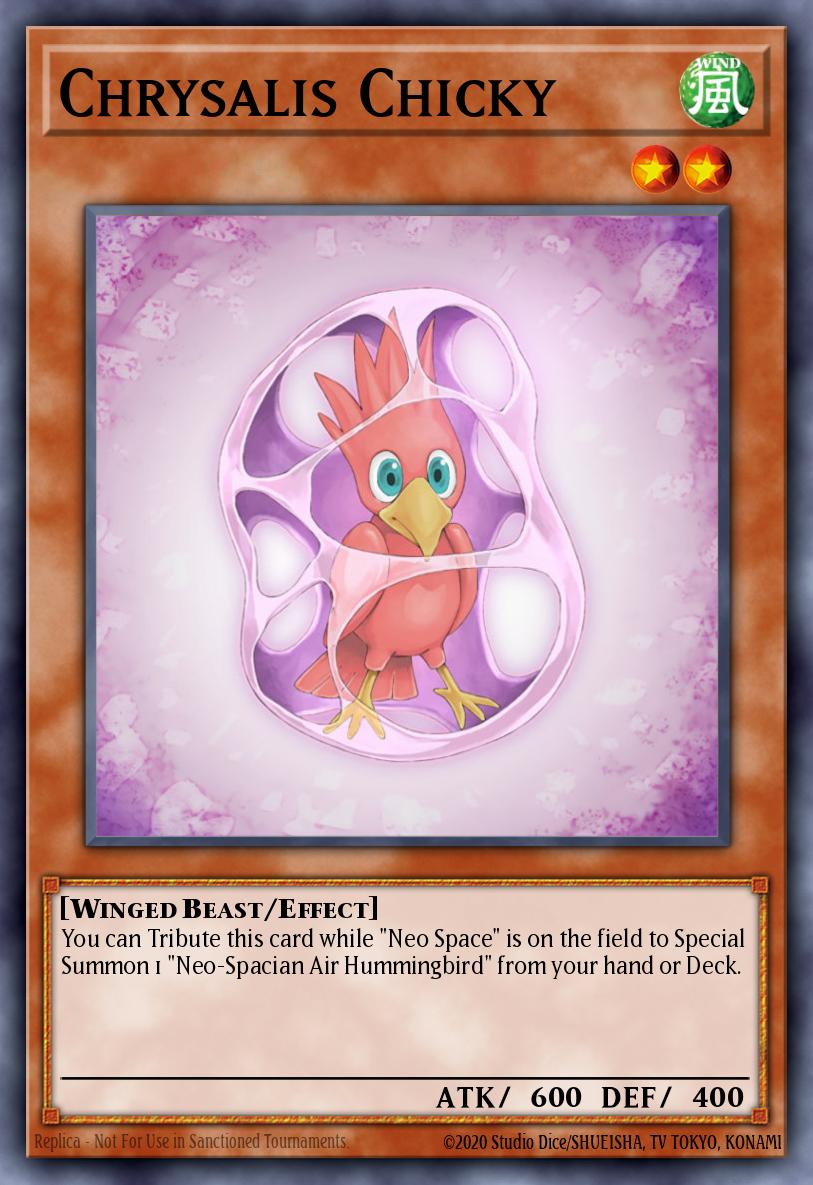 Chrysalis Chicky
WIND
風
[Winged Beast/Effect]
You can Tribute this card while "Neo Space" is on the field to Special
Summon 1 "Neo-Spacian Air Hummingbird" from your hand or Deck.
ATK/ 600 DEF/ 400
Replica - Not For Use in Sanctioned Tournaments.
©2020 Studio Dice/SHUEISHA, TV TOKYO, KONAMI